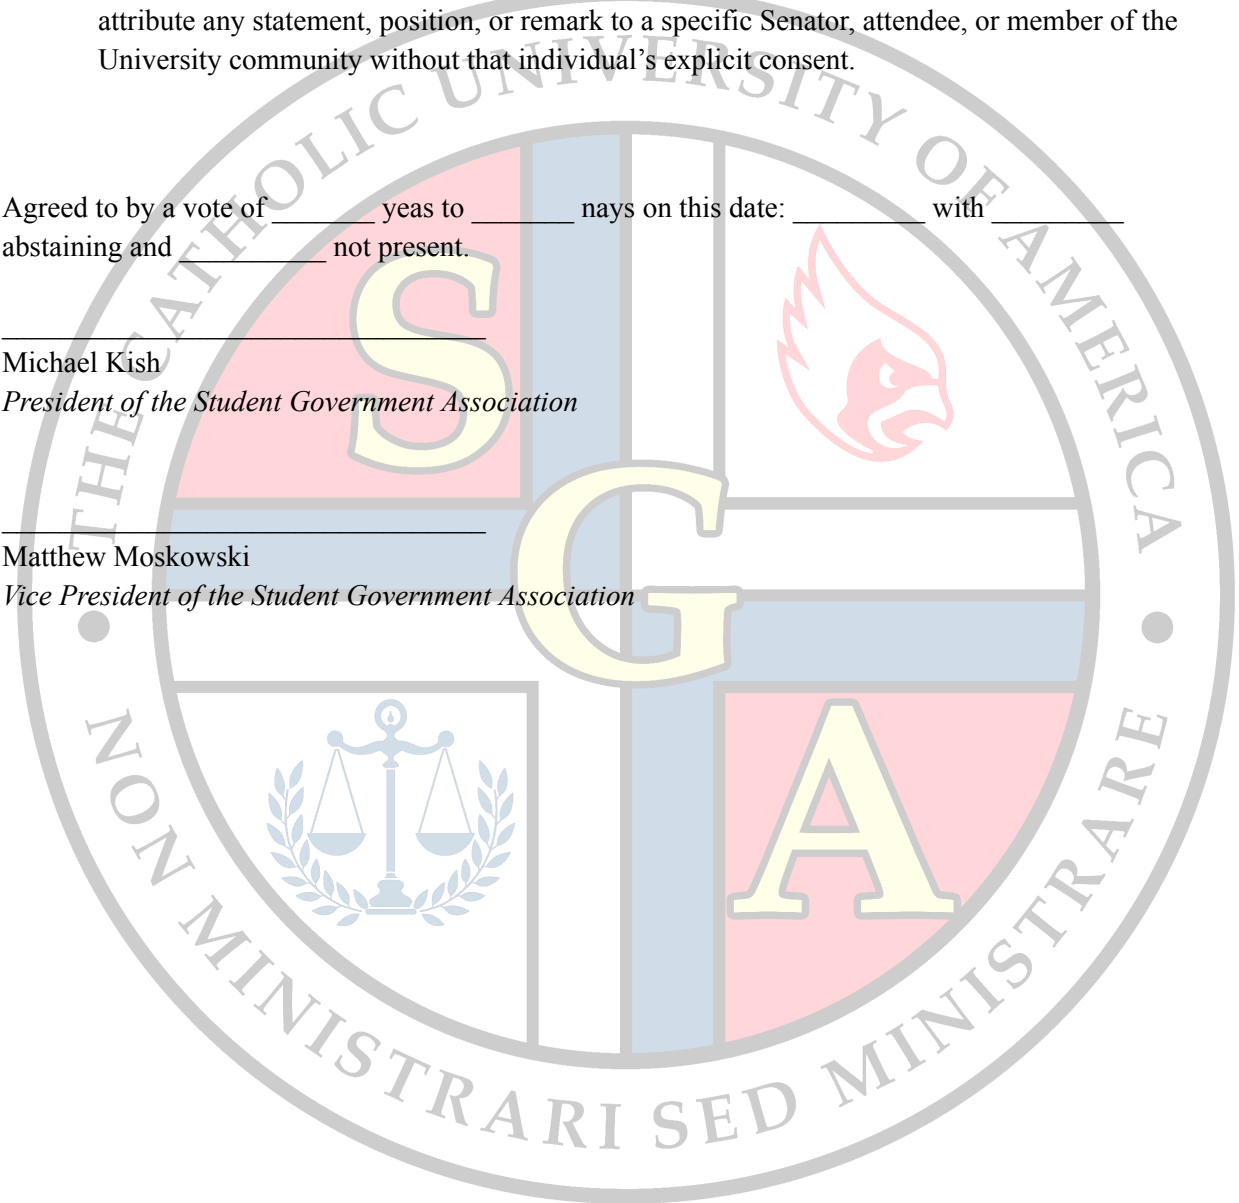 attribute any statement, position, or remark to a specific Senator, attendee, or member of the
University community without that individual’s explicit consent.
Agreed to by a vote of _______ yeas to _______ nays on this date: _________ with _________
abstaining and __________ not present.
_________________________________
Michael Kish
President of the Student Government Association
_________________________________
Matthew Moskowski
Vice President of the Student Government Association
THE CATHOLIC UNIVERSITY OF AMERICA
S
G
A
NON MINISTRARI SED MINISTRARE